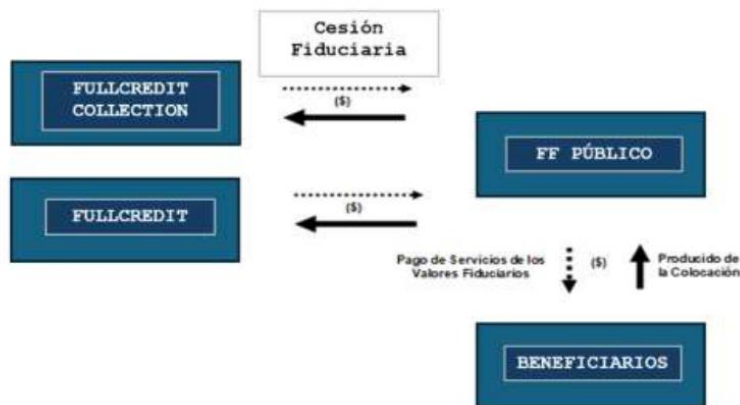 Cesión
Fiduciaria
FULLCREDIT
COLLECTION
($)
FF PÚBLICO
FULLCREDIT
($)
Pago de Servicios de los
Valores Fiduciarios
($)
Producido de
la Colocación
BENEFICIARIOS